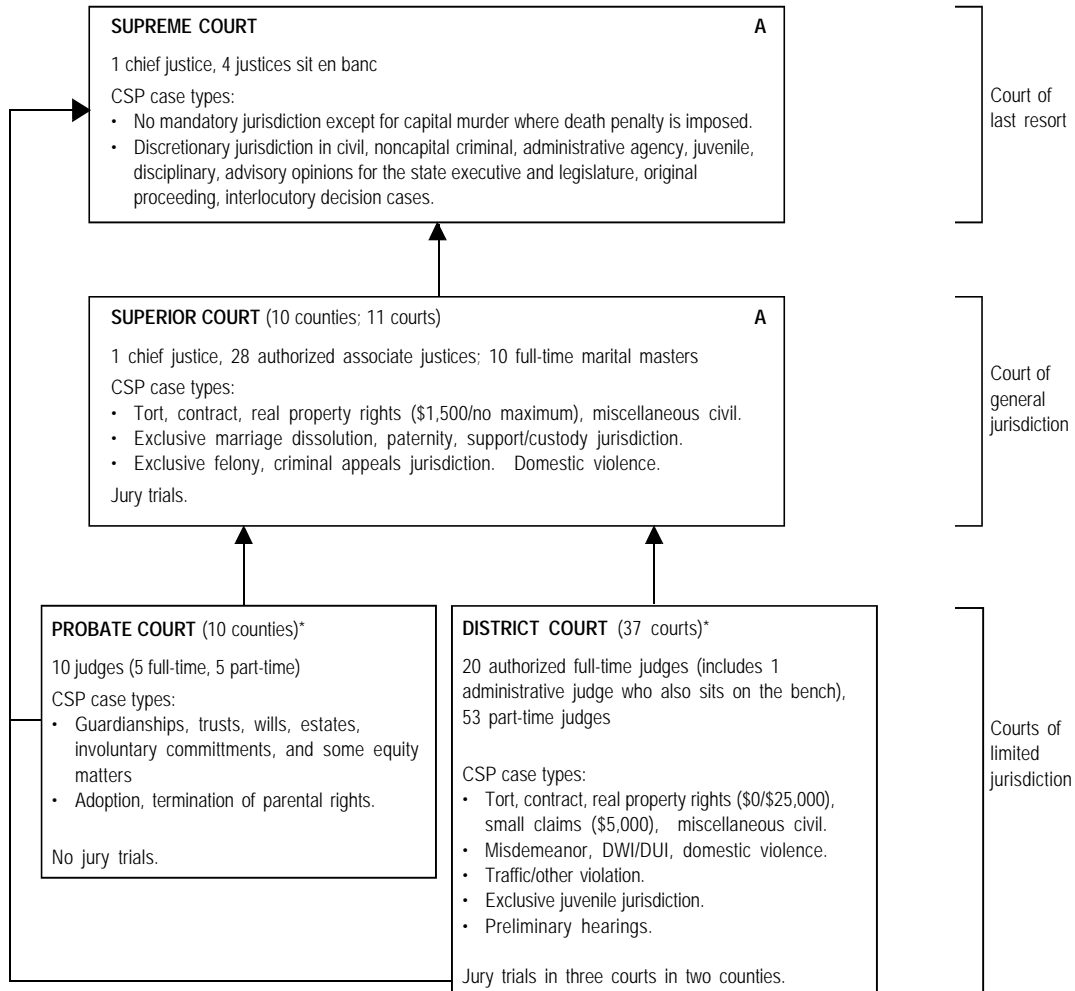 SUPREME COURT A
1 chief justice, 4 justices sit en banc
CSP case types:
• No mandatory jurisdiction except for capital murder where death penalty is imposed.
• Discretionary jurisdiction in civil, noncapital criminal, administrative agency, juvenile,
disciplinary, advisory opinions for the state executive and legislature, original
proceeding, interlocutory decision cases.
Court of
last resort
SUPERIOR COURT (10 counties; 11 courts) A
1 chief justice, 28 authorized associate justices; 10 full-time marital masters
CSP case types:
• Tort, contract, real property rights ($1,500/no maximum), miscellaneous civil.
• Exclusive marriage dissolution, paternity, support/custody jurisdiction.
• Exclusive felony, criminal appeals jurisdiction. Domestic violence.
Jury trials.
Court of
general
jurisdiction
PROBATE COURT (10 counties)*
10 judges (5 full-time, 5 part-time)
CSP case types:
• Guardianships, trusts, wills, estates,
involuntary committments, and some equity
matters
• Adoption, termination of parental rights.
No jury trials.
DISTRICT COURT (37 courts)*
20 authorized full-time judges (includes 1
administrative judge who also sits on the bench),
53 part-time judges
CSP case types:
• Tort, contract, real property rights ($0/$25,000),
small claims ($5,000), miscellaneous civil.
• Misdemeanor, DWI/DUI, domestic violence.
• Traffic/other violation.
• Exclusive juvenile jurisdiction.
• Preliminary hearings.
Jury trials in three courts in two counties.
Courts of
limited
jurisdiction